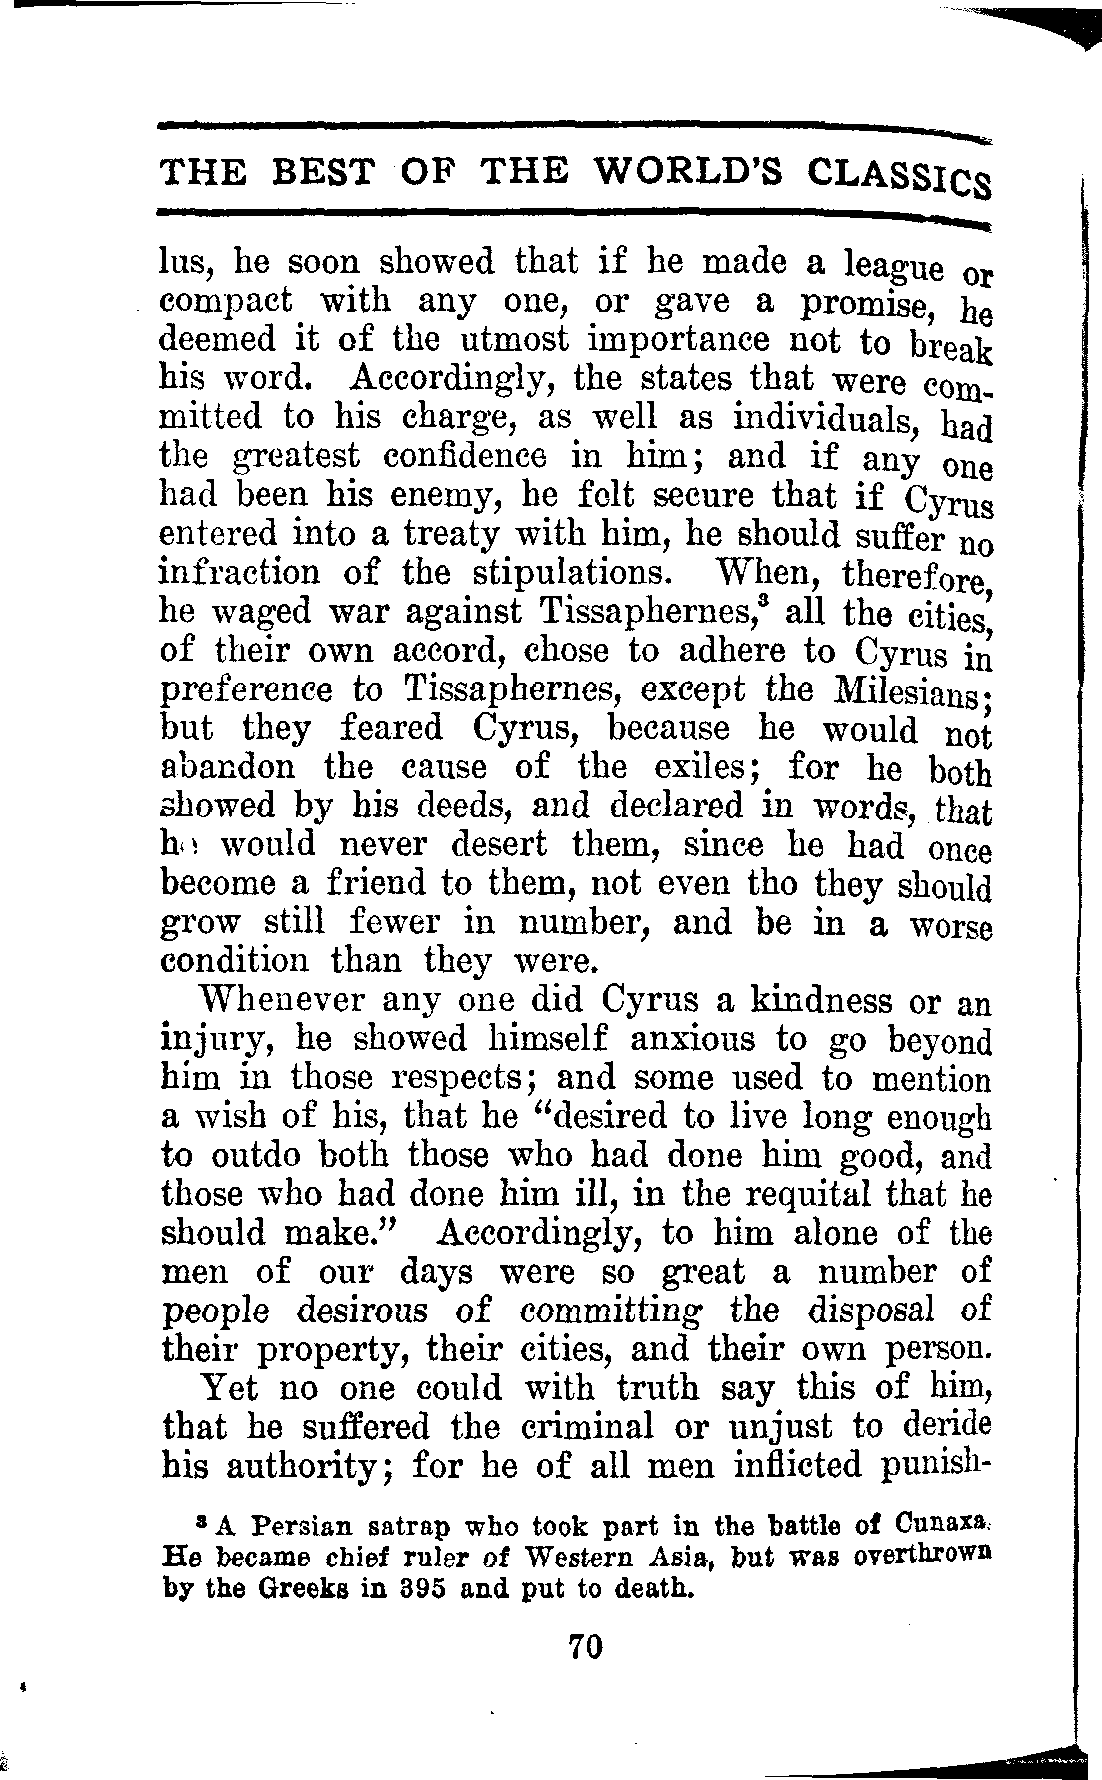 THE BEST OF THE WORLD'S CLASSICS
lus, he soon showed that if he made a league or
compact with any one, or gave a promise, he
deemed it of the utmost importance not to break
his word. Accordingly, the states that were com-
mitted to his charge, as well as individuals, had
the greatest confidence in him; and if any one
had been his enemy, he felt secure that if Cyrus
entered into a treaty with him, he should suffer no
infraction of the stipulations. When, therefore,
he waged war against Tissaphernes,³ all the cities,
of their own accord, chose to adhere to Cyrus in
preference to Tissaphernes, except the Milesians;
but they feared Cyrus, because he would not
abandon the cause of the exiles; for he both
showed by his deeds, and declared in words, that
he would never desert them, since he had once
become a friend to them, not even tho they should
grow still fewer in number, and be in a worse
condition than they were.
Whenever any one did Cyrus a kindness or an
injury, he showed himself anxious to go beyond
him in those respects; and some used to mention
a wish of his, that he "desired to live long enough
to outdo both those who had done him good, and
those who had done him ill, in the requital that he
should make." Accordingly, to him alone of the
men of our days were so great a number of
people desirous of committing the disposal of
their property, their cities, and their own person.
Yet no one could with truth say this of him,
that he suffered the criminal or unjust to deride
his authority; for he of all men inflicted punish-
³ A Persian satrap who took part in the battle of Cunaxa.
He became chief ruler of Western Asia, but was overthrown
by the Greeks in 395 and put to death.
70